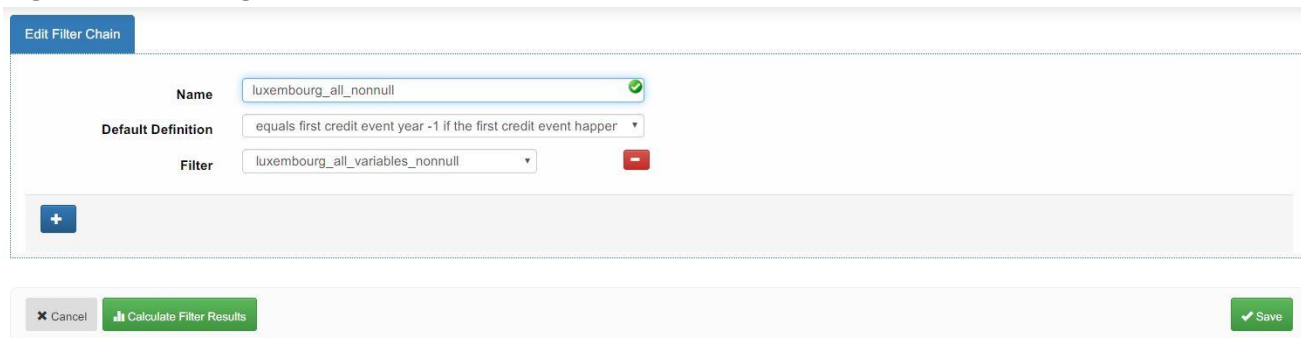 Edit Filter Chain
Name luxembourg_all_nonnull
Default Definition equals first credit event year -1 if the first credit event happer
Filter luxembourg_all_variables_nonnull
Cancel Calculate Filter Results Save